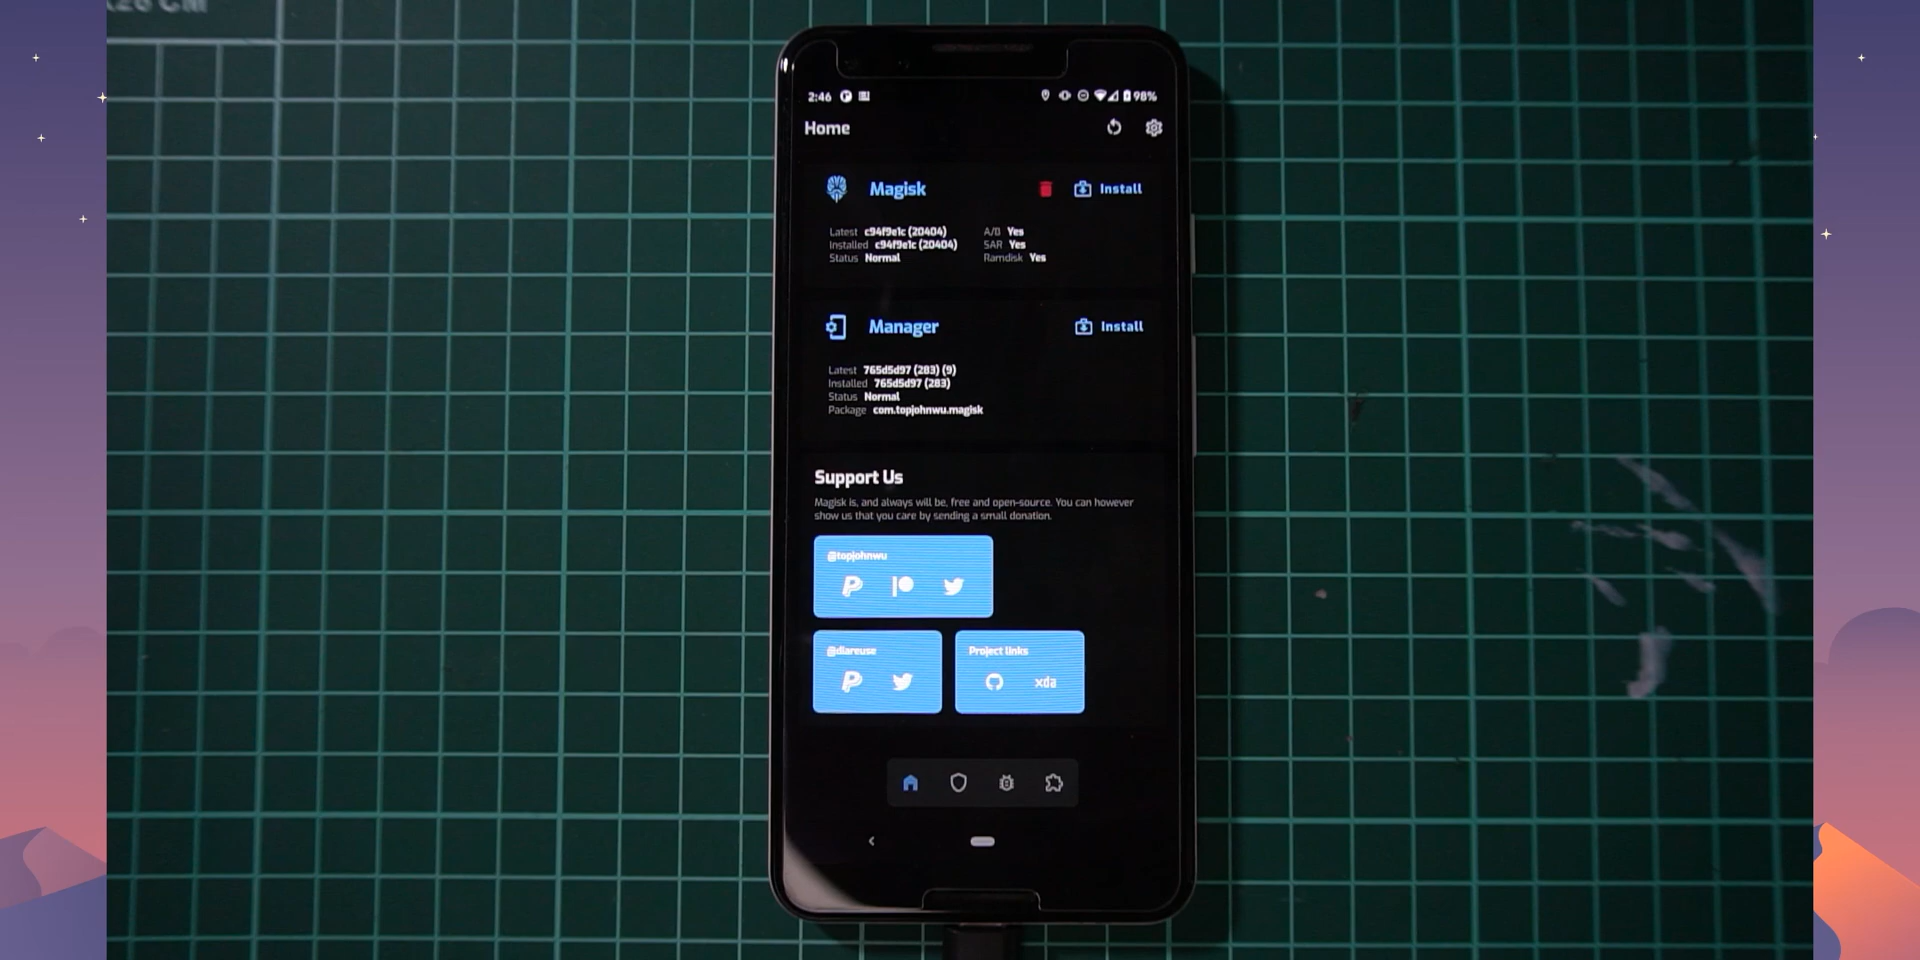 2:46
98%
Home
Magisk
Install
Latest c94f9e1c (20404)
Installed c94f9e1c (20404)
Status Normal
A/B Yes
SAR Yes
Ramdisk Yes
Manager
Install
Latest 765d5d97 (283) (9)
Installed 765d5d97 (283)
Status Normal
Package com.topjohnwu.magisk
Support Us
Magisk is, and always will be, free and open-source. You can however
show us that you care by sending a small donation.
@topjohnwu
@diareuse
Project links
xda